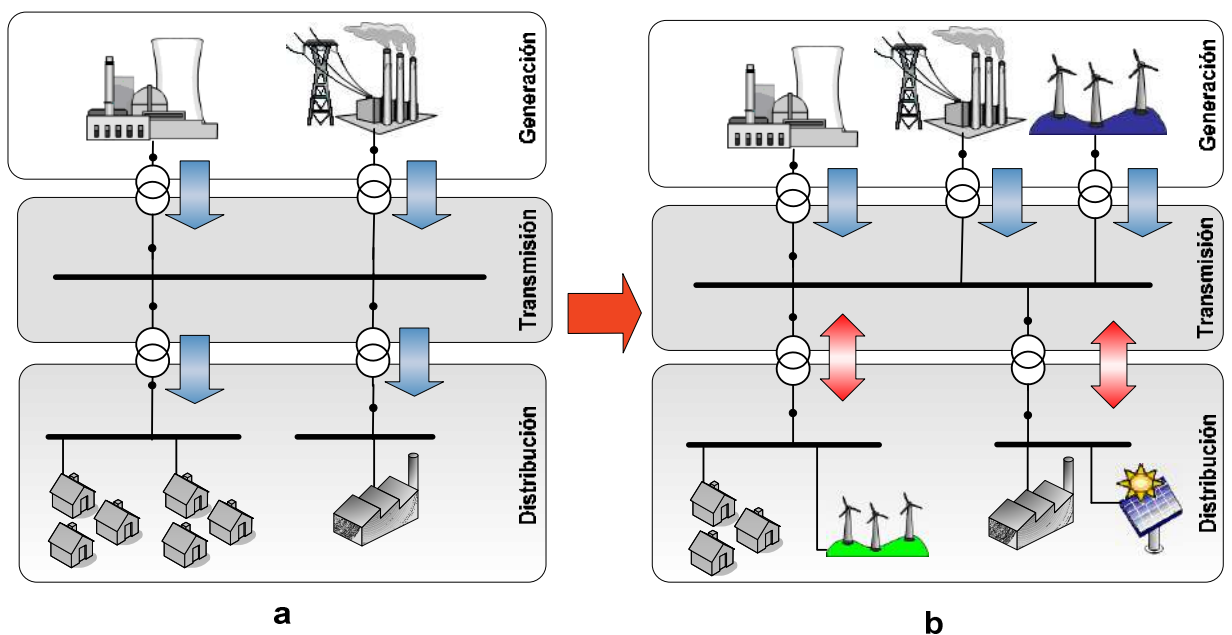 Generación
Transmisión
Distribución
a
Generación
Transmisión
Distribución
b